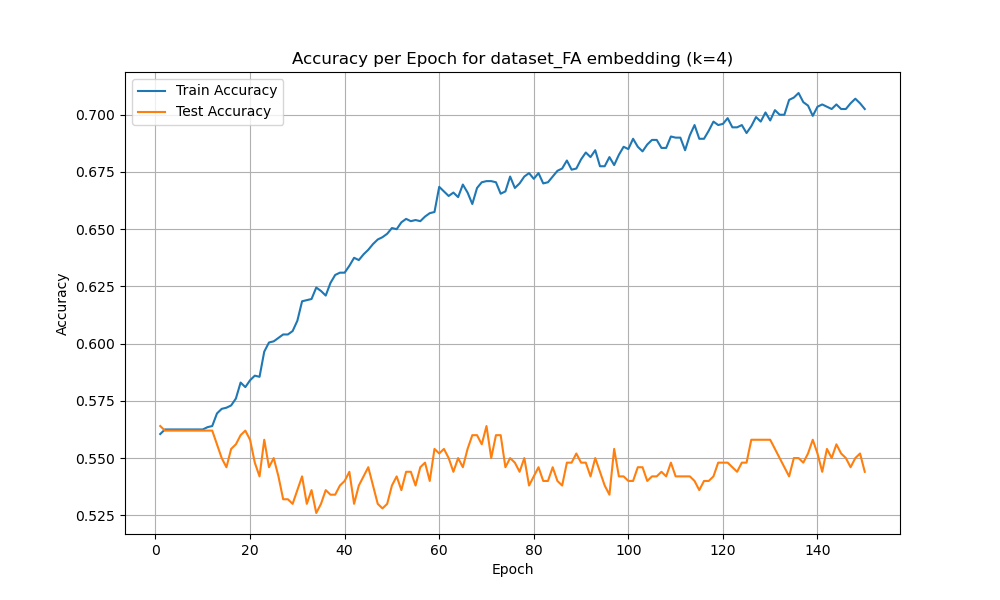 Accuracy per Epoch for dataset_FA embedding (k=4)
Train Accuracy
Test Accuracy
0.700
0.675
0.650
0.625
0.600
0.575
0.550
0.525
Accuracy
0 20 40 60 80 100 120 140
Epoch